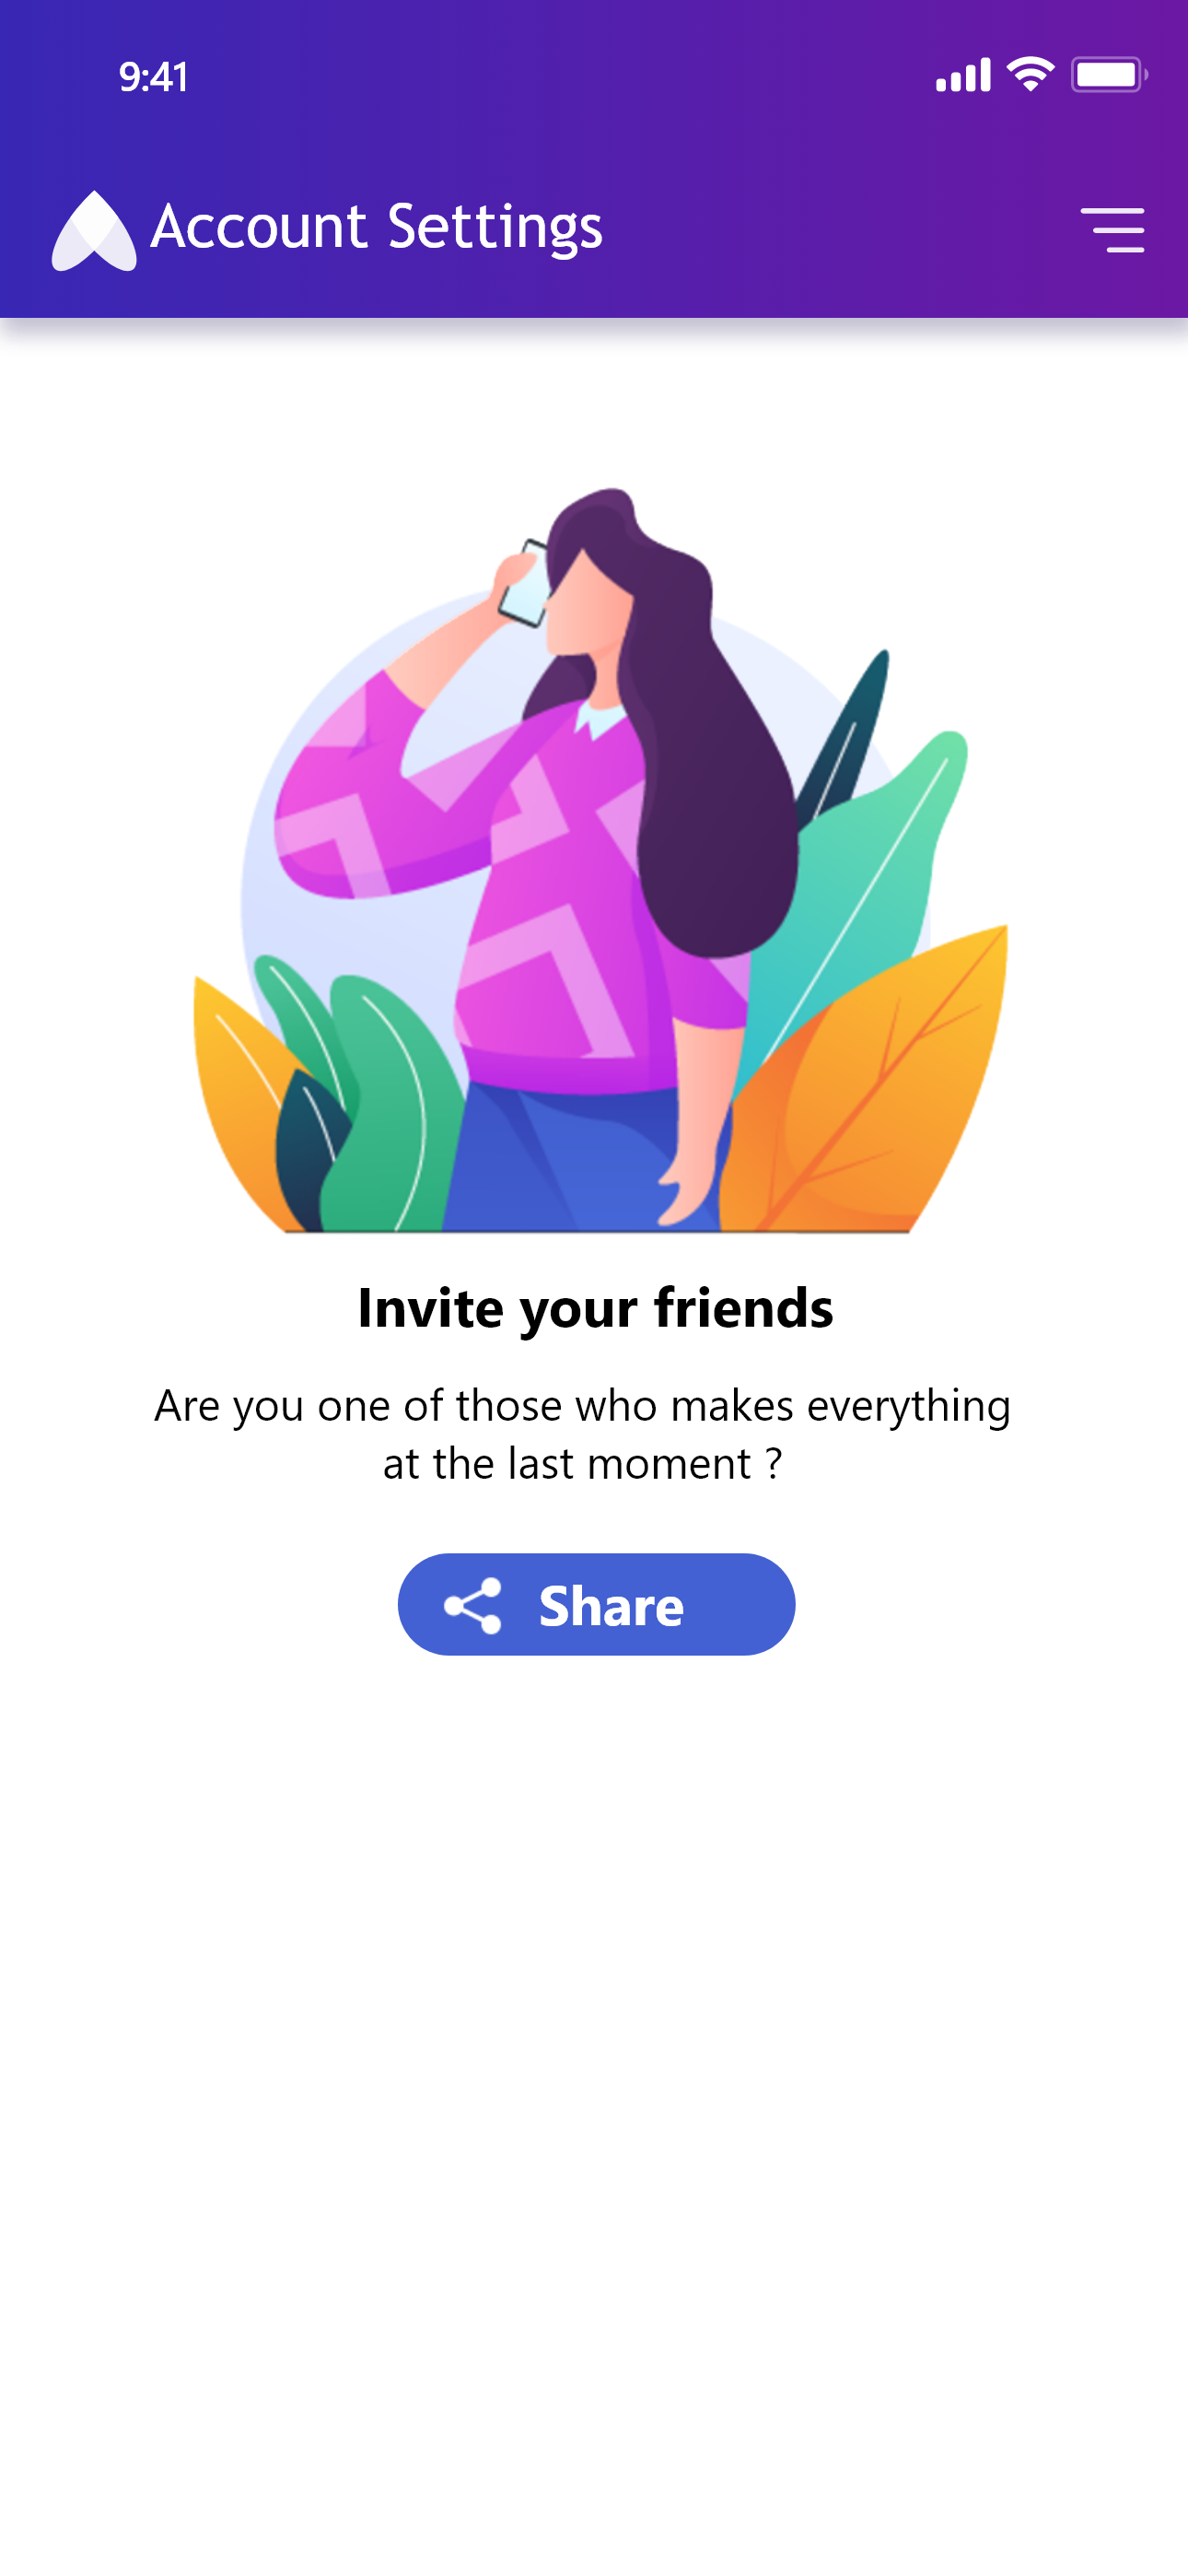 9:41
Account Settings
Invite your friends
Are you one of those who makes everything
at the last moment ?
Share